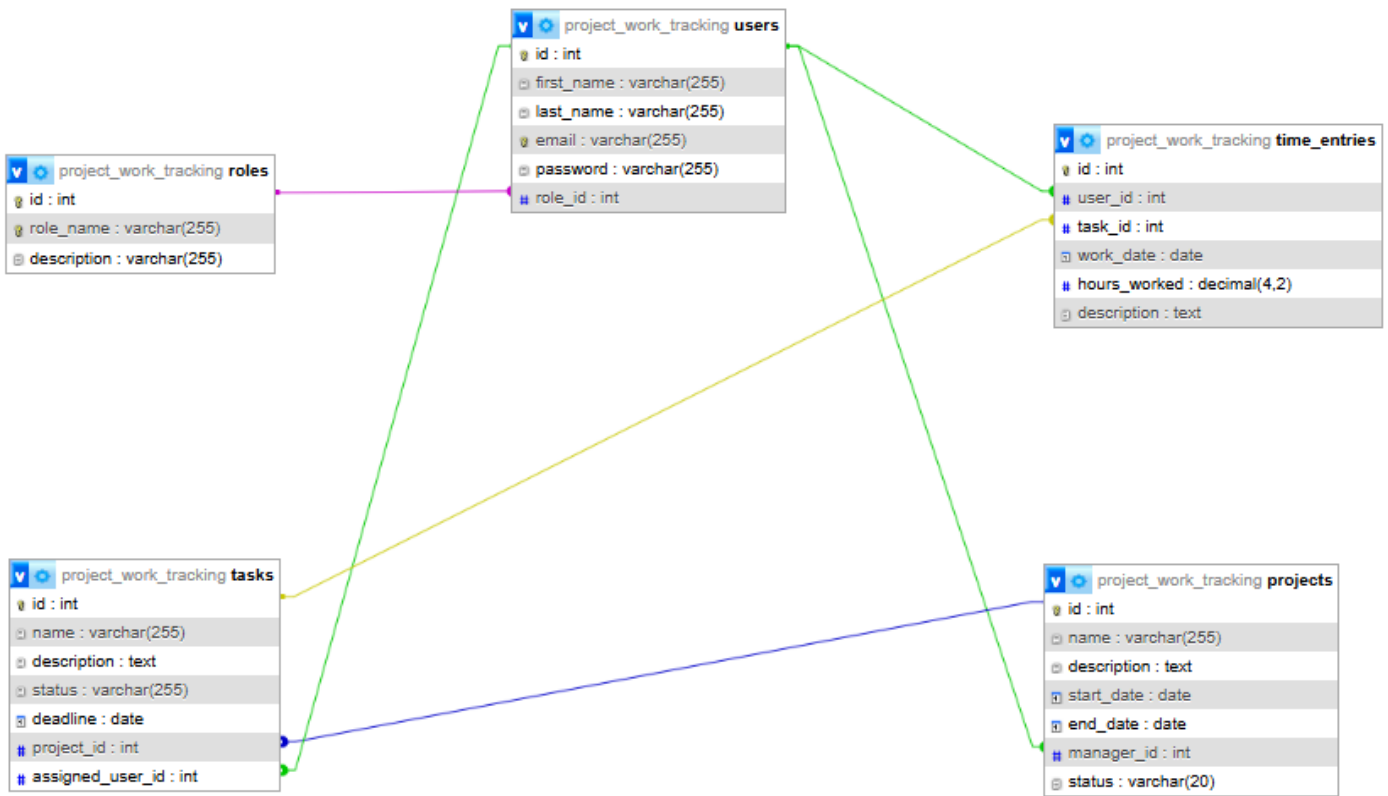 project_work_tracking users
id : int
first_name : varchar(255)
last_name : varchar(255)
email : varchar(255)
password : varchar(255)
role_id : int
project_work_tracking roles
id : int
role_name : varchar(255)
description : varchar(255)
project_work_tracking time_entries
id : int
user_id : int
task_id : int
work_date : date
hours_worked : decimal(4,2)
description : text
project_work_tracking tasks
id : int
name : varchar(255)
description : text
status : varchar(255)
deadline : date
project_id : int
assigned_user_id : int
project_work_tracking projects
id : int
name : varchar(255)
description : text
start_date : date
end_date : date
manager_id : int
status : varchar(20)